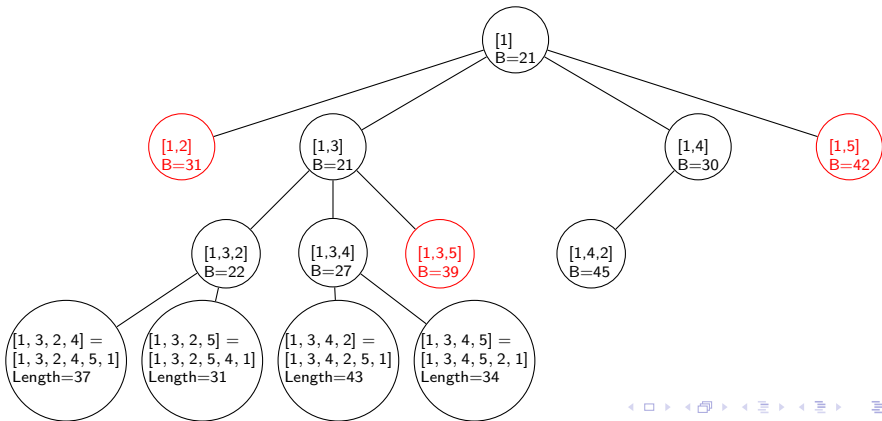 [1]
B=21
[1,2]
B=31
[1,3]
B=21
[1,4]
B=30
[1,5]
B=42
[1,3,2]
B=22
[1,3,4]
B=27
[1,3,5]
B=39
[1,4,2]
B=45
[1, 3, 2, 4] =
[1, 3, 2, 4, 5, 1]
Length=37
[1, 3, 2, 5] =
[1, 3, 2, 5, 4, 1]
Length=31
[1, 3, 4, 2] =
[1, 3, 4, 2, 5, 1]
Length=43
[1, 3, 4, 5] =
[1, 3, 4, 5, 2, 1]
Length=34